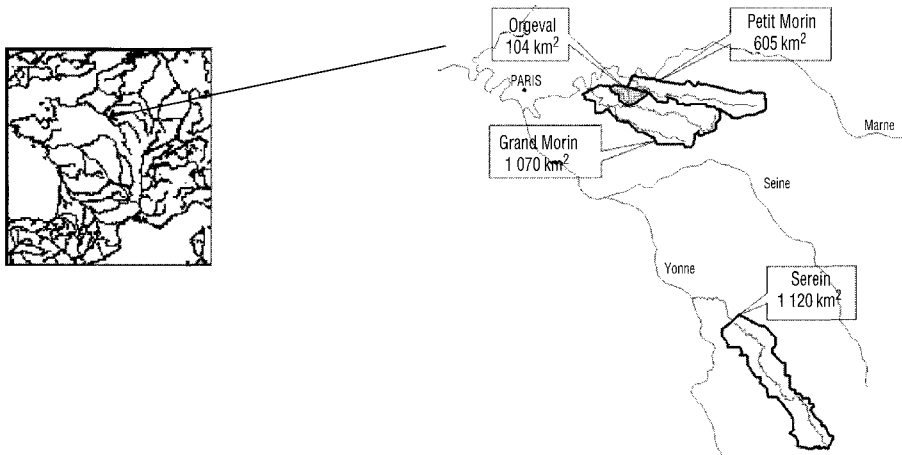 Orgeval
104 km²
Petit Morin
605 km²
PARIS
Marne
Grand Morin
1 070 km²
Seine
Yonne
Serein
1 120 km²